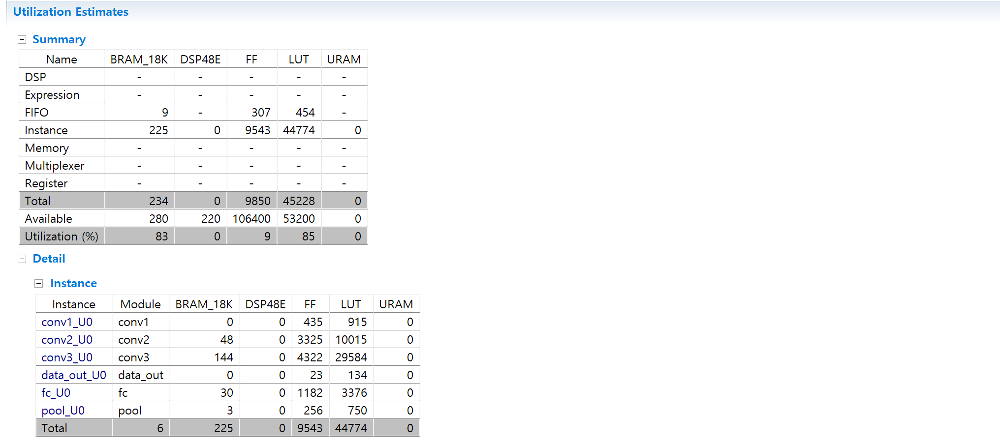 Utilization Estimates
Summary
Name BRAM_18K DSP48E FF LUT URAM
DSP - - - - -
Expression - - - - -
FIFO 9 - 307 454 -
Instance 225 0 9543 44774 0
Memory - - - - -
Multiplexer - - - - -
Register - - - - -
Total 234 0 9850 45228 0
Available 280 220 106400 53200 0
Utilization (%) 83 0 9 85 0
Detail
Instance
Instance Module BRAM_18K DSP48E FF LUT URAM
conv1_U0 conv1 0 0 435 915 0
conv2_U0 conv2 48 0 3325 10015 0
conv3_U0 conv3 144 0 4322 29584 0
data_out_U0 data_out 0 0 23 134 0
fc_U0 fc 30 0 1182 3376 0
pool_U0 pool 3 0 256 750 0
Total 6 225 0 9543 44774 0